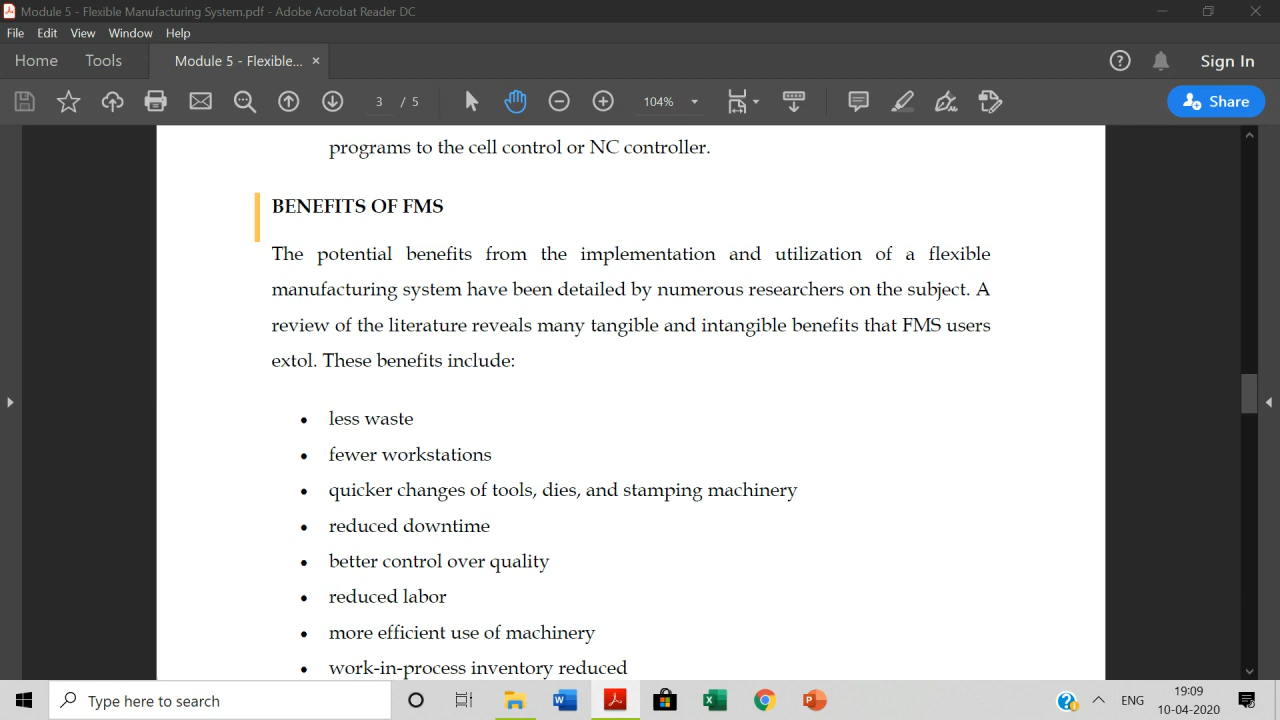 Module 5 - Flexible Manufacturing System.pdf - Adobe Acrobat Reader DC
File Edit View Window Help
Home Tools Module 5 - Flexible... × Sign In
3 / 5 104% Share
programs to the cell control or NC controller.
BENEFITS OF FMS
The potential benefits from the implementation and utilization of a flexible
manufacturing system have been detailed by numerous researchers on the subject. A
review of the literature reveals many tangible and intangible benefits that FMS users
extol. These benefits include:
• less waste
• fewer workstations
• quicker changes of tools, dies, and stamping machinery
• reduced downtime
• better control over quality
• reduced labor
• more efficient use of machinery
• work-in-process inventory reduced
Type here to search ENG 19:09
10-04-2020